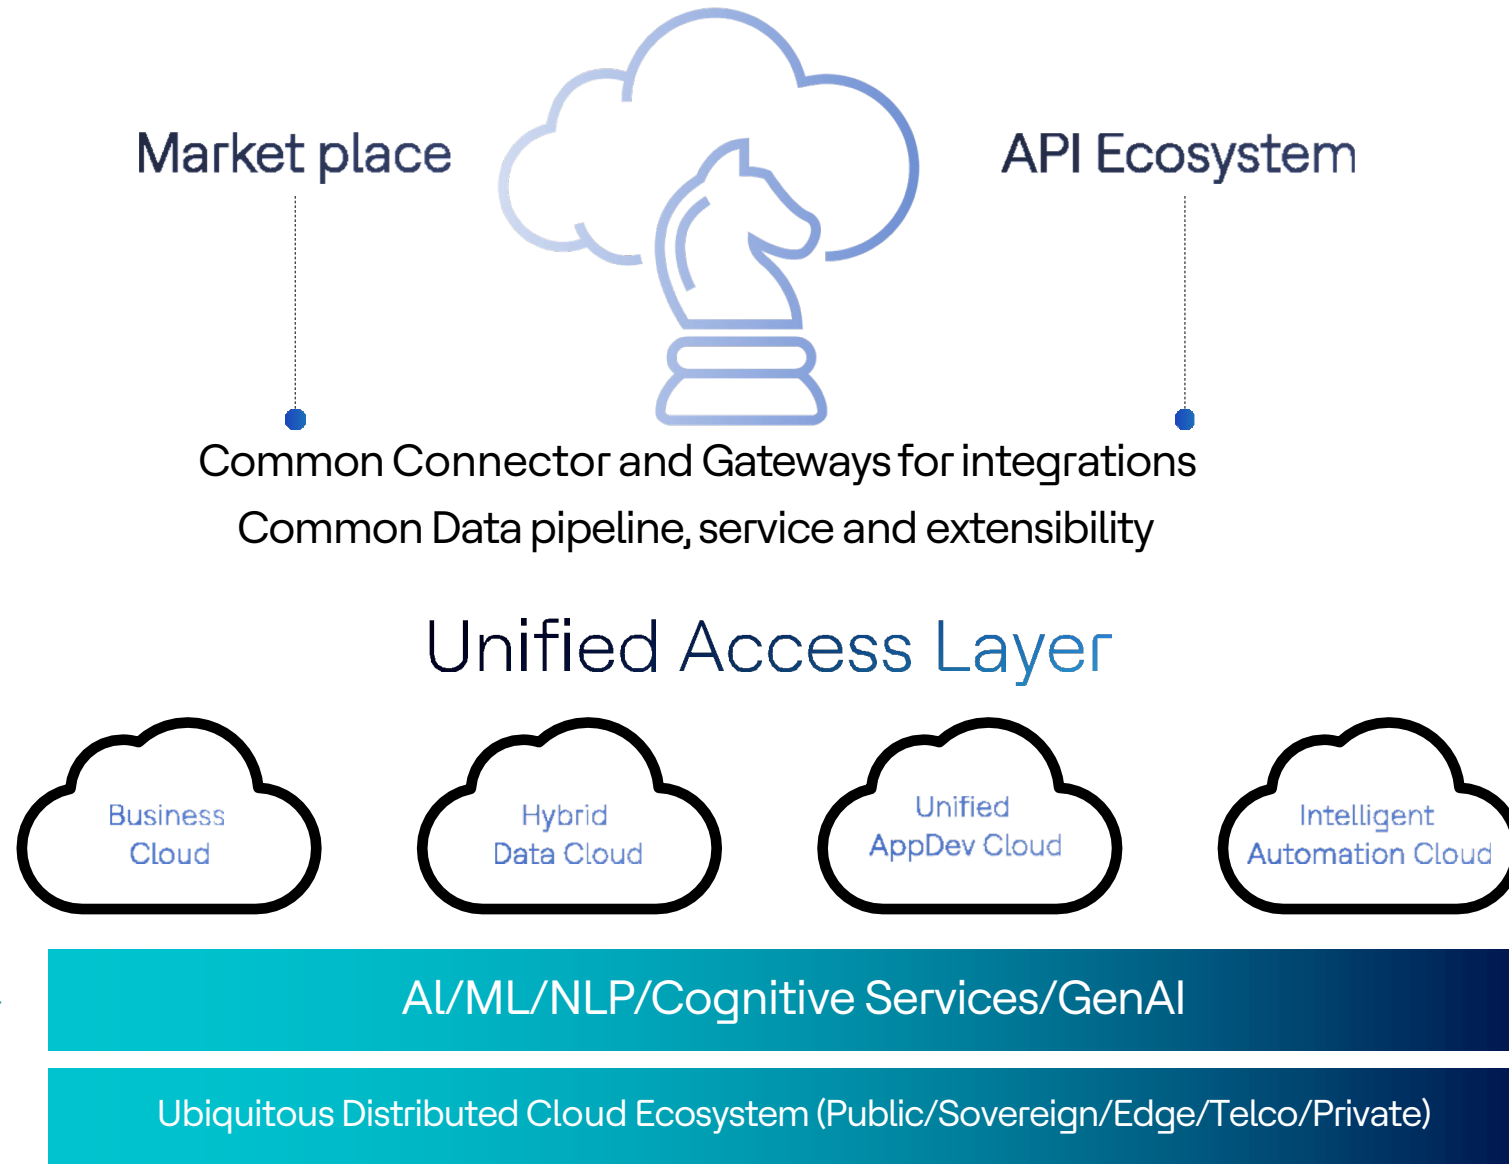 Market place
API Ecosystem
Common Connector and Gateways for integrations
Common Data pipeline, service and extensibility
Unified Access Layer
Business
Cloud
Hybrid
Data Cloud
Unified
AppDev Cloud
Intelligent
Automation Cloud
AI/ML/NLP/Cognitive Services/GenAI
Ubiquitous Distributed Cloud Ecosystem (Public/Sovereign/Edge/Telco/Private)